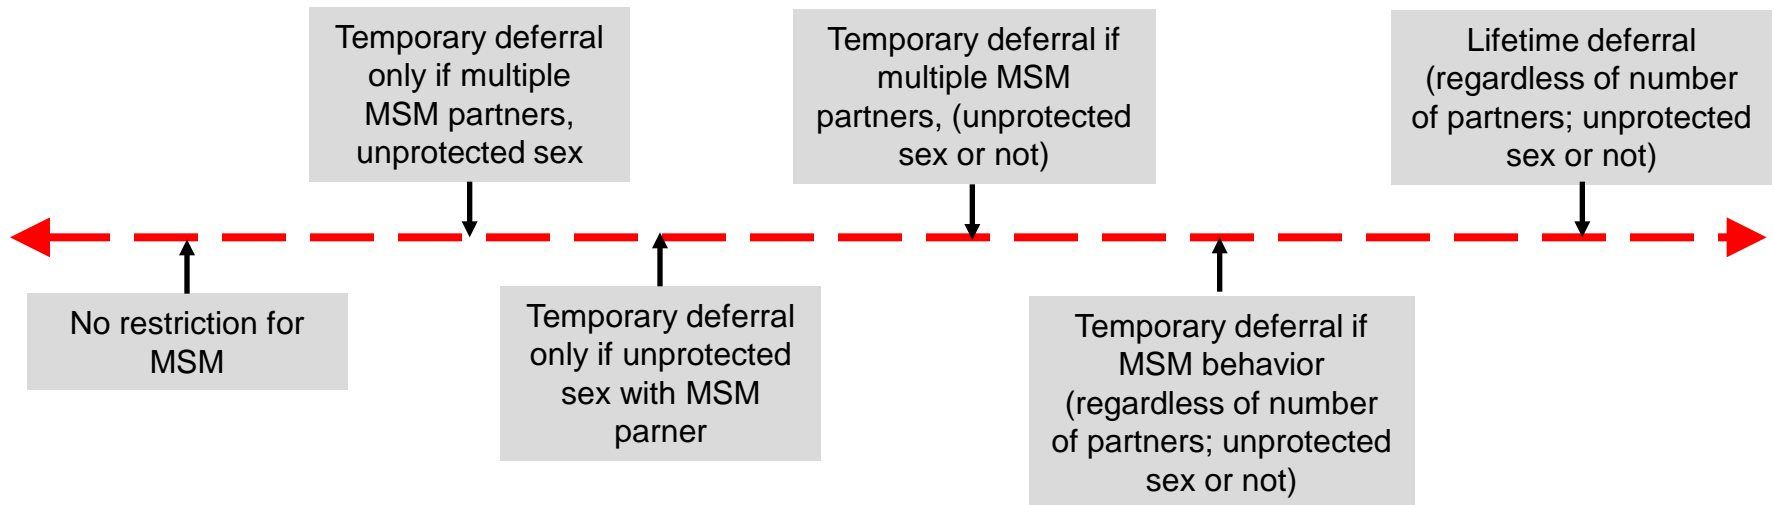 Temporary deferral
only if multiple
MSM partners,
unprotected sex
Temporary deferral if
multiple MSM
partners, (unprotected
sex or not)
Lifetime deferral
(regardless of number
of partners; unprotected
sex or not)
No restriction for
MSM
Temporary deferral
only if unprotected
sex with MSM
parner
Temporary deferral if
MSM behavior
(regardless of number
of partners; unprotected
sex or not)